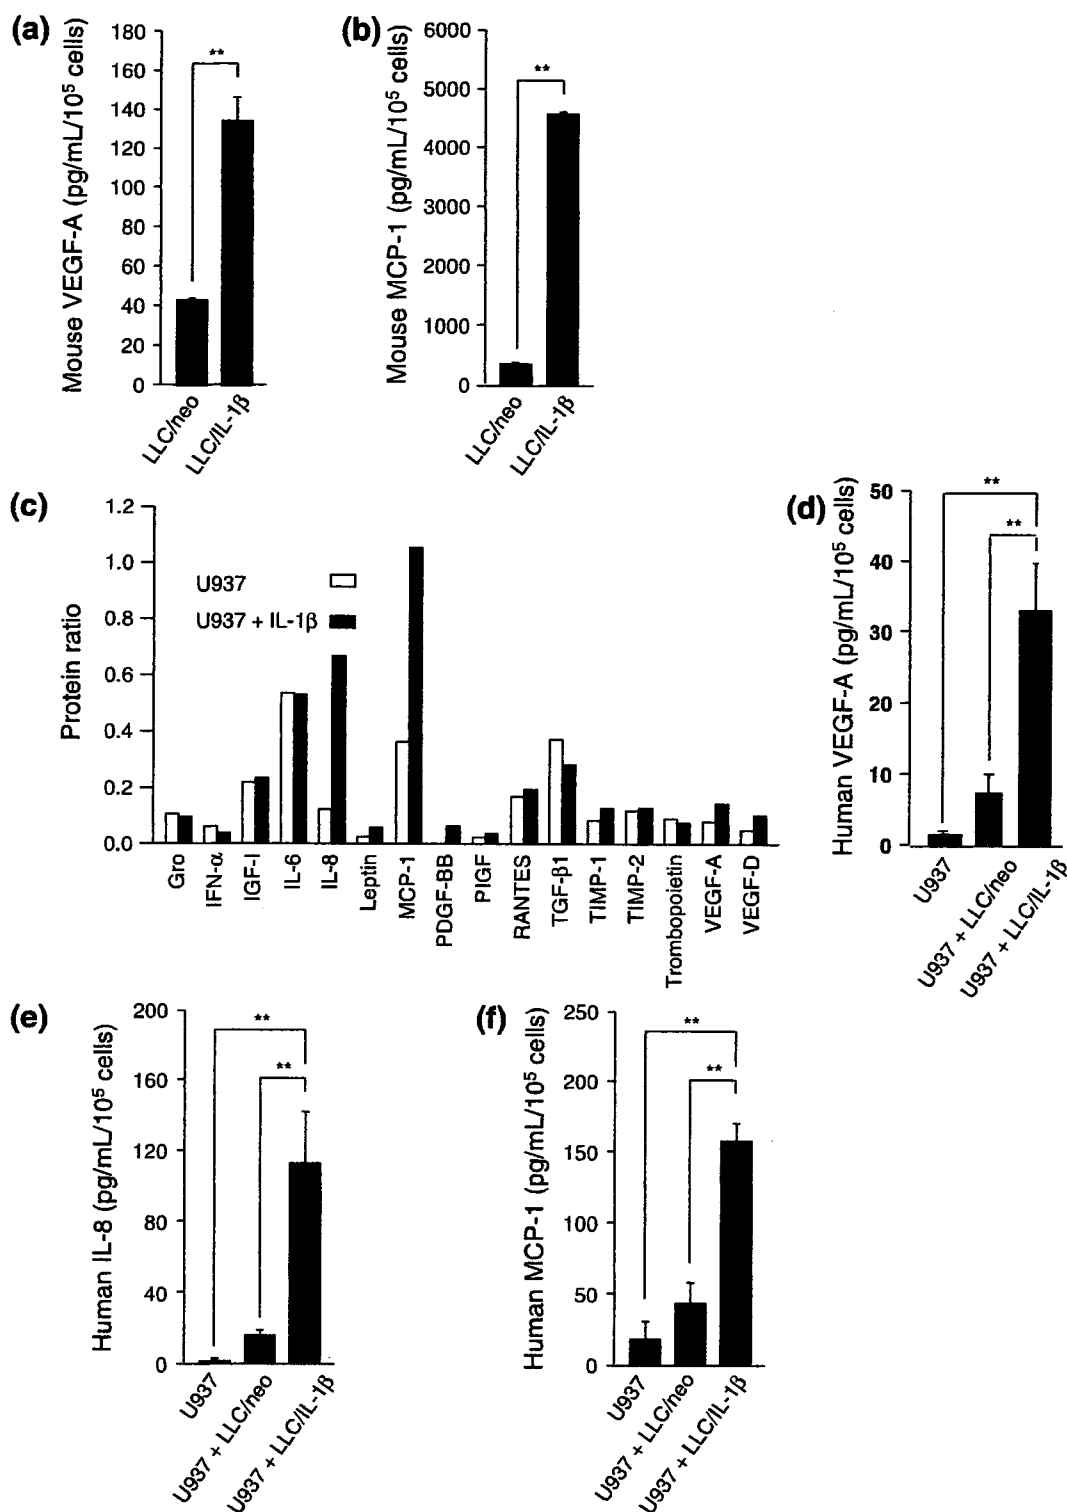 (a)
Mouse VEGF-A (pg/mL/10⁵ cells)
180
160
140
120
100
80
60
40
20
0
**
LLC/neo
LLC/IL-1β
(b)
Mouse MCP-1 (pg/mL/10⁵ cells)
6000
5000
4000
3000
2000
1000
0
**
LLC/neo
LLC/IL-1β
(c)
Protein ratio
1.2
1.0
0.8
0.6
0.4
0.2
0.0
U937
U937 + IL-1β
Gro
IFN-α
IGF-I
IL-6
IL-8
Leptin
MCP-1
PDGF-BB
PIGF
RANTES
TGF-β1
TIMP-1
TIMP-2
Trombopoietin
VEGF-A
VEGF-D
(d)
Human VEGF-A (pg/mL/10⁵ cells)
50
40
30
20
10
0
**
**
U937
U937 + LLC/neo
U937 + LLC/IL-1β
(e)
Human IL-8 (pg/mL/10⁵ cells)
200
160
120
80
40
0
**
**
U937
U937 + LLC/neo
U937 + LLC/IL-1β
(f)
Human MCP-1 (pg/mL/10⁵ cells)
250
200
150
100
50
0
**
**
U937
U937 + LLC/neo
U937 + LLC/IL-1β